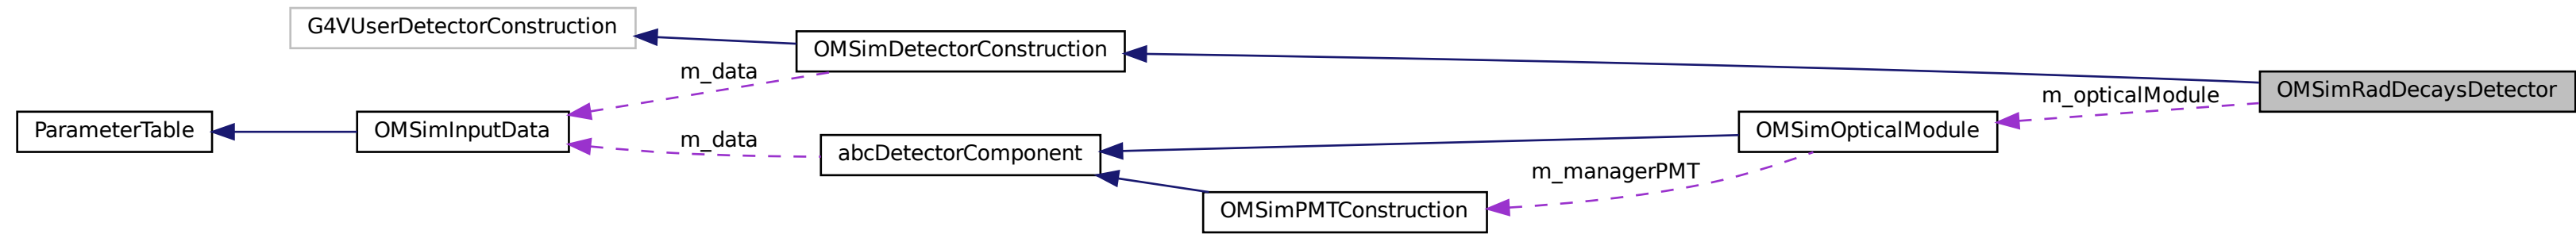 G4VUserDetectorConstruction
OMSimDetectorConstruction
m_data
OMSimRadDecaysDetector
m_opticalModule
ParameterTable
OMSimInputData
OMSimOpticalModule
m_data
abcDetectorComponent
m_managerPMT
OMSimPMTConstruction